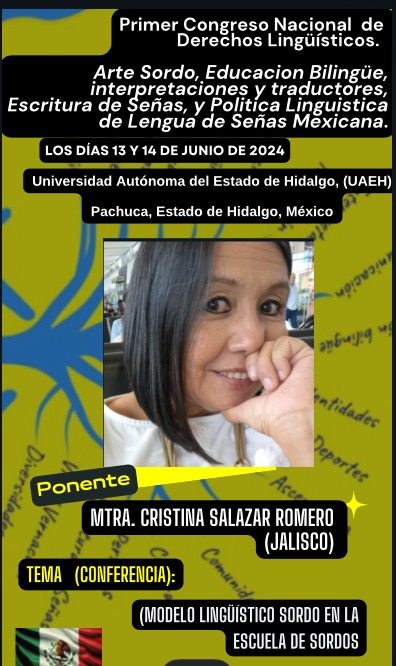 Primer Congreso Nacional de
Derechos Lingüísticos.
Arte Sordo, Educacion Bilingüe,
interpretaciones y traductores,
Escritura de Señas, y Politica Linguistica
de Lengua de Señas Mexicana.
LOS DÍAS 13 Y 14 DE JUNIO DE 2024
Universidad Autónoma del Estado de Hidalgo, (UAEH)
Pachuca, Estado de Hidalgo, México
bilingüe
Deportes
Ponente
MTRA. CRISTINA SALAZAR ROMERO
(JALISCO)
TEMA (CONFERENCIA):
(MODELO LINGÜÍSTICO SORDO EN LA
ESCUELA DE SORDOS